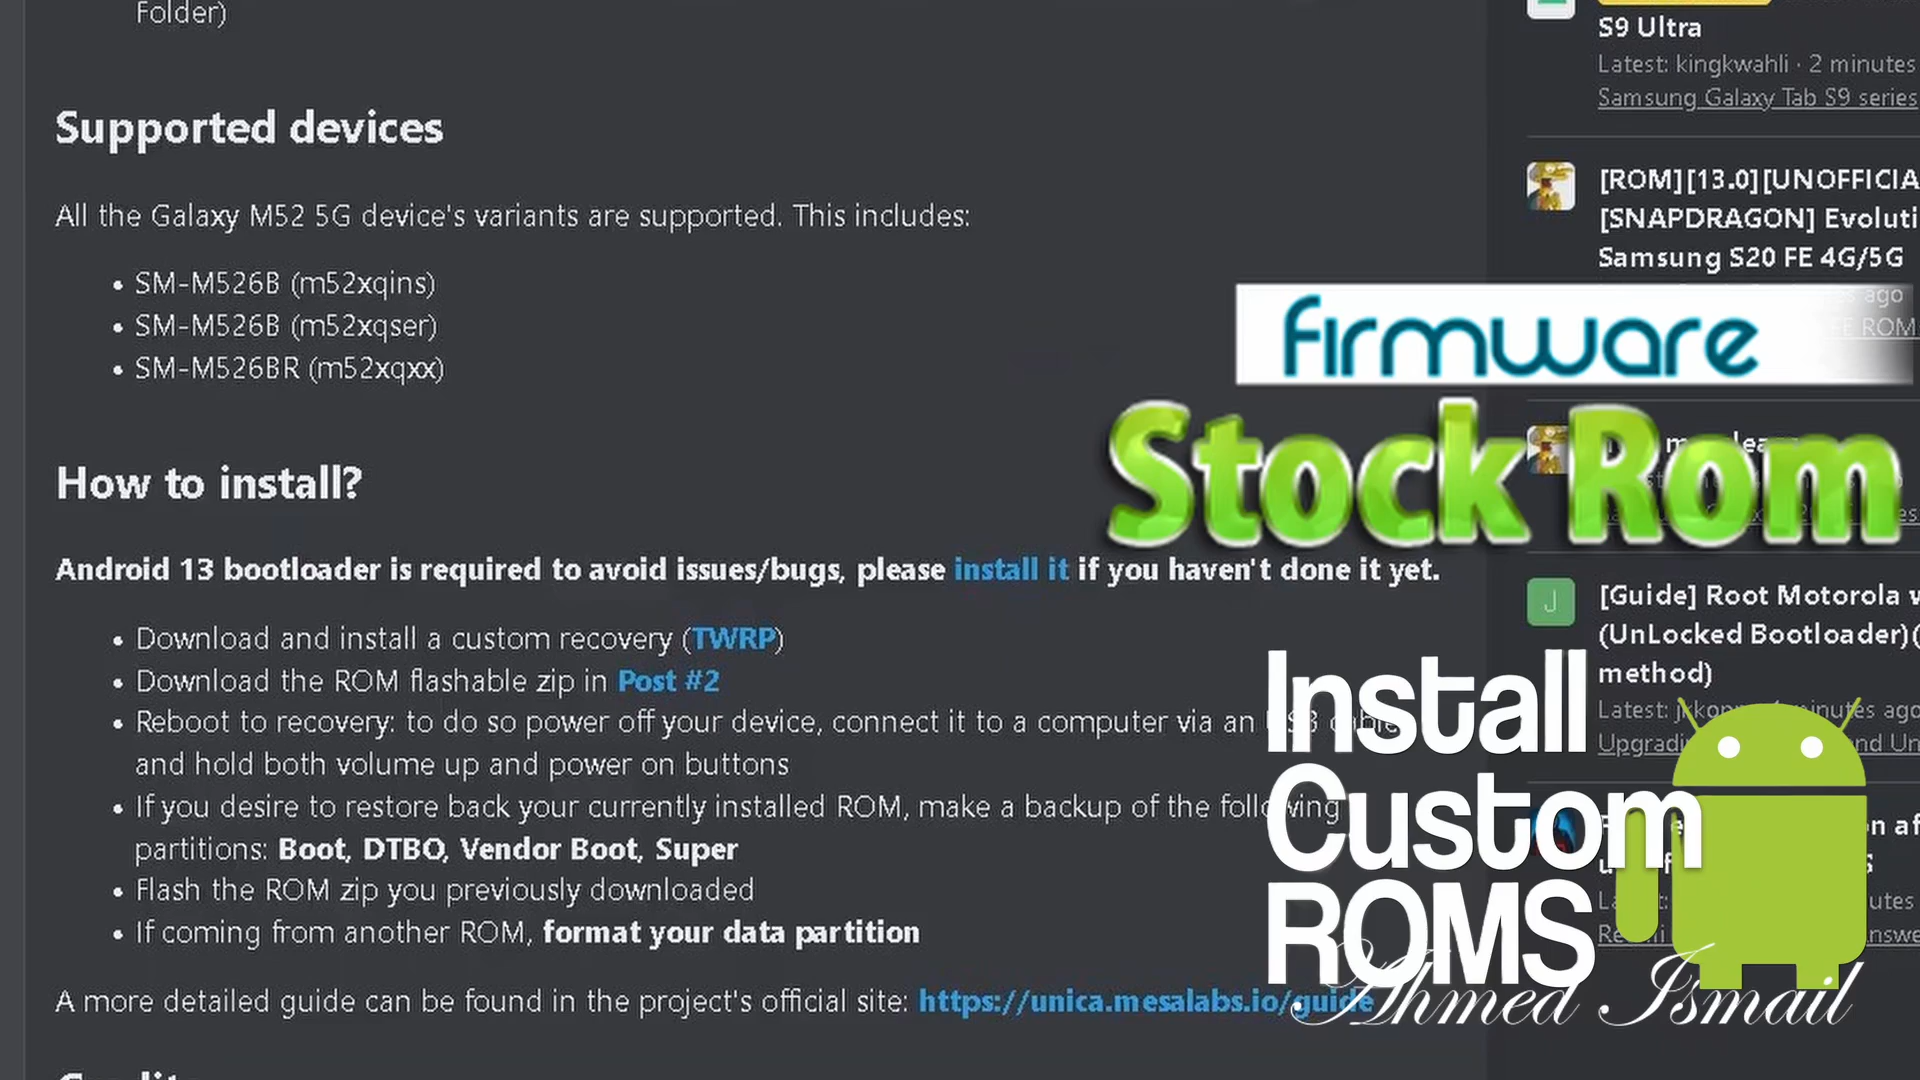 Folder)
Supported devices
All the Galaxy M52 5G device's variants are supported. This includes:
• SM-M526B (m52xqins)
• SM-M526B (m52xqser)
• SM-M526BR (m52xqxx)
How to install?
Android 13 bootloader is required to avoid issues/bugs, please install it if you haven't done it yet.
• Download and install a custom recovery (TWRP)
• Download the ROM flashable zip in Post #2
• Reboot to recovery: to do so power off your device, connect it to a computer via an
and hold both volume up and power on buttons
• If you desire to restore back your currently installed ROM, make a backup of the following
partitions: Boot, DTBO, Vendor Boot, Super
• Flash the ROM zip you previously downloaded
• If coming from another ROM, format your data partition
A more detailed guide can be found in the project's official site: https://unica.mesalabs.io/guide
S9 Ultra
Latest: kingkwahli · 2 minutes
Samsung Galaxy Tab S9 series
[ROM][13.0][UNOFFICIA
[SNAPDRAGON] Evoluti
Samsung S20 FE 4G/5G
ago
ROM
firmware
Stock Rom
J
[Guide] Root Motorola
(UnLocked Bootloader)(
method)
Latest:
minutes ago
Install
Custom
ROMS
Ahmed Ismail